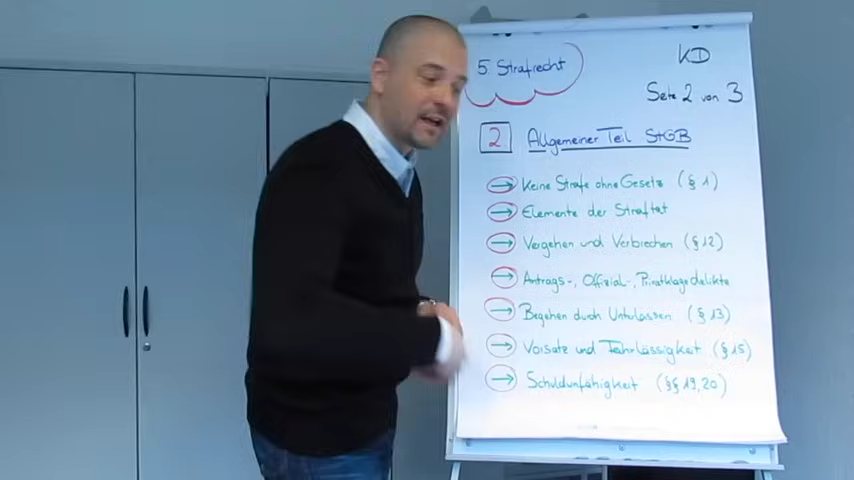 5. Strafrecht
KD
Seite 2 von 3
2 Allgemeiner Teil StGB
→ Keine Strafe ohne Gesetz (§ 1)
→ Elemente der Straftat
→ Vergehen und Verbrechen (§ 12)
→ Antrags-, Offizial-, Privatklagedelikte
→ Begehen durch Unterlassen (§ 13)
→ Vorsatz und Fahrlässigkeit (§ 15)
→ Schuldunfähigkeit (§§ 19, 20)